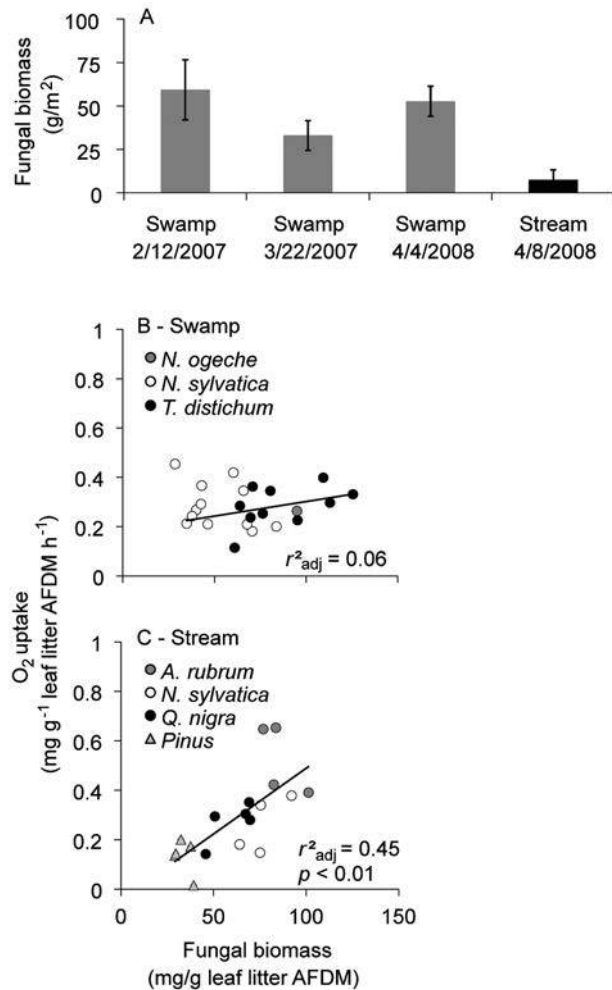 A
Fungal biomass
(g/m²)
100
75
50
25
0
Swamp
2/12/2007
Swamp
3/22/2007
Swamp
4/4/2008
Stream
4/8/2008
O₂ uptake
(mg g⁻¹ leaf litter AFDM h⁻¹)
B - Swamp
N. ogeche
N. sylvatica
T. distichum
1
0.8
0.6
0.4
0.2
0
r²adj = 0.06
C - Stream
A. rubrum
N. sylvatica
Q. nigra
Pinus
1
0.8
0.6
0.4
0.2
0
r²adj = 0.45
p < 0.01
0 50 100 150
Fungal biomass
(mg/g leaf litter AFDM)